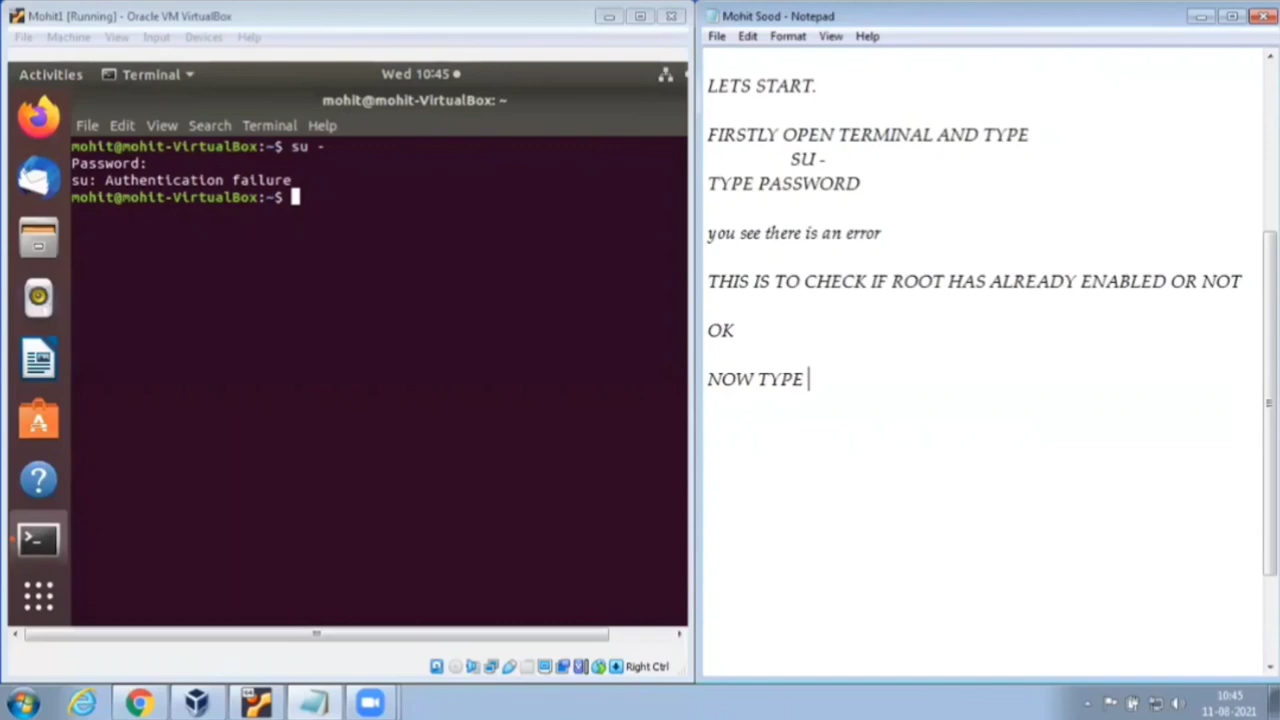 Mohit1 [Running] - Oracle VM VirtualBox
File Machine View Input Devices Help
Activities Terminal Wed 10:45
mohit@mohit-VirtualBox: ~
File Edit View Search Terminal Help
mohit@mohit-VirtualBox:~$ su -
Password:
su: Authentication failure
mohit@mohit-VirtualBox:~$
Right Ctrl
Mohit Sood - Notepad
File Edit Format View Help
LETS START.
FIRSTLY OPEN TERMINAL AND TYPE
SU -
TYPE PASSWORD
you see there is an error
THIS IS TO CHECK IF ROOT HAS ALREADY ENABLED OR NOT
OK
NOW TYPE
10:45
11-08-2021